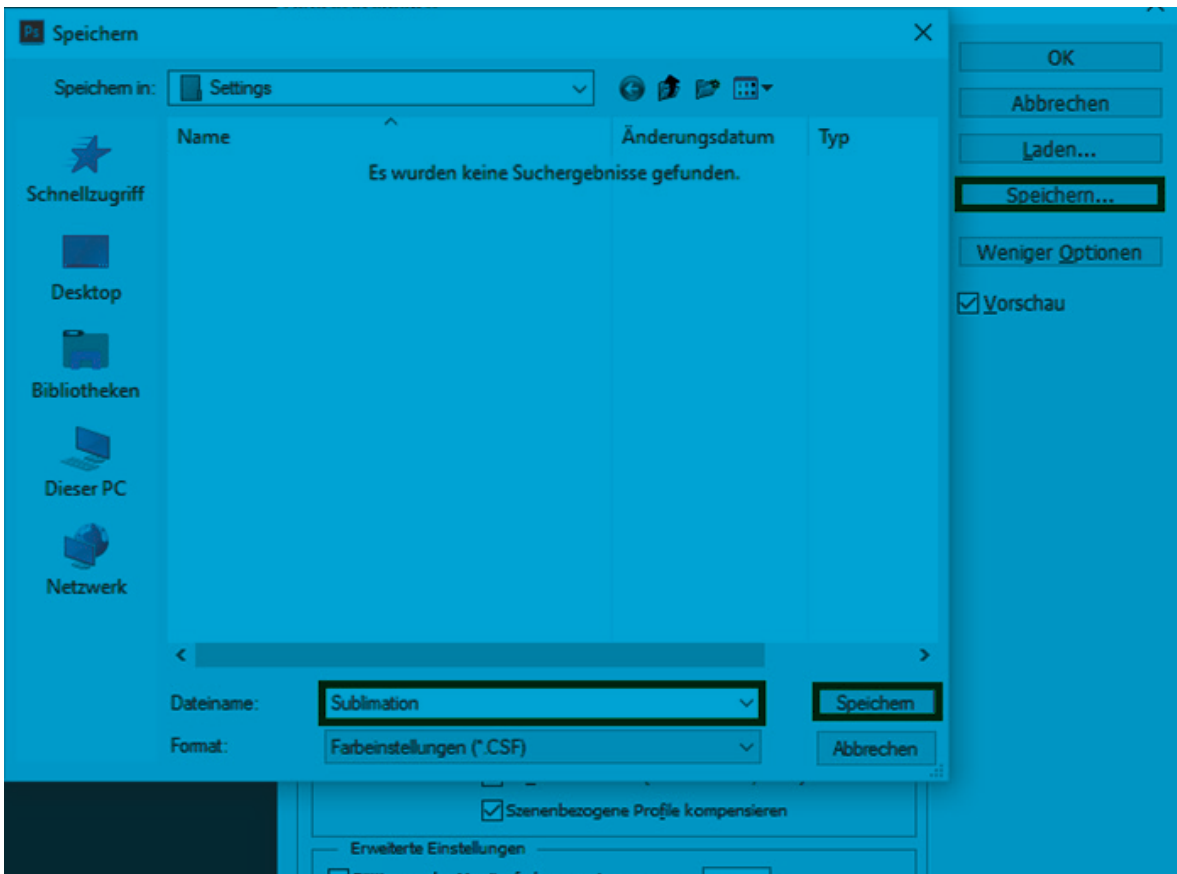 Ps Speichern
Speichern in: Settings
Name Änderungsdatum Typ
Es wurden keine Suchergebnisse gefunden.
Schnellzugriff
Desktop
Bibliotheken
Dieser PC
Netzwerk
Dateiname: Sublimation Speichern
Format: Farbeinstellungen (*.CSF) Abbrechen
OK
Abbrechen
Laden...
Speichern...
Weniger Optionen
Vorschau
Szenenbezogene Profile kompensieren
Erweiterte Einstellungen